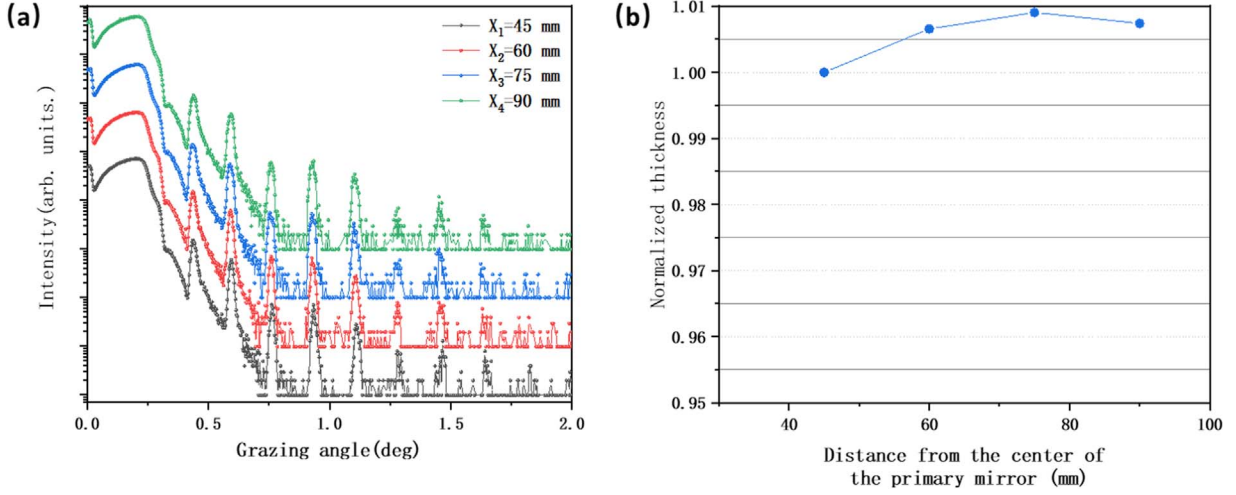 (a)
X1=45 mm
X2=60 mm
X3=75 mm
X4=90 mm
Intensity(arb. units.)
0.0 0.5 1.0 1.5 2.0
Grazing angle(deg)
(b)
1.01
1.00
0.99
0.98
0.97
0.96
0.95
Normalized thickness
40 60 80 100
Distance from the center of
the primary mirror (mm)